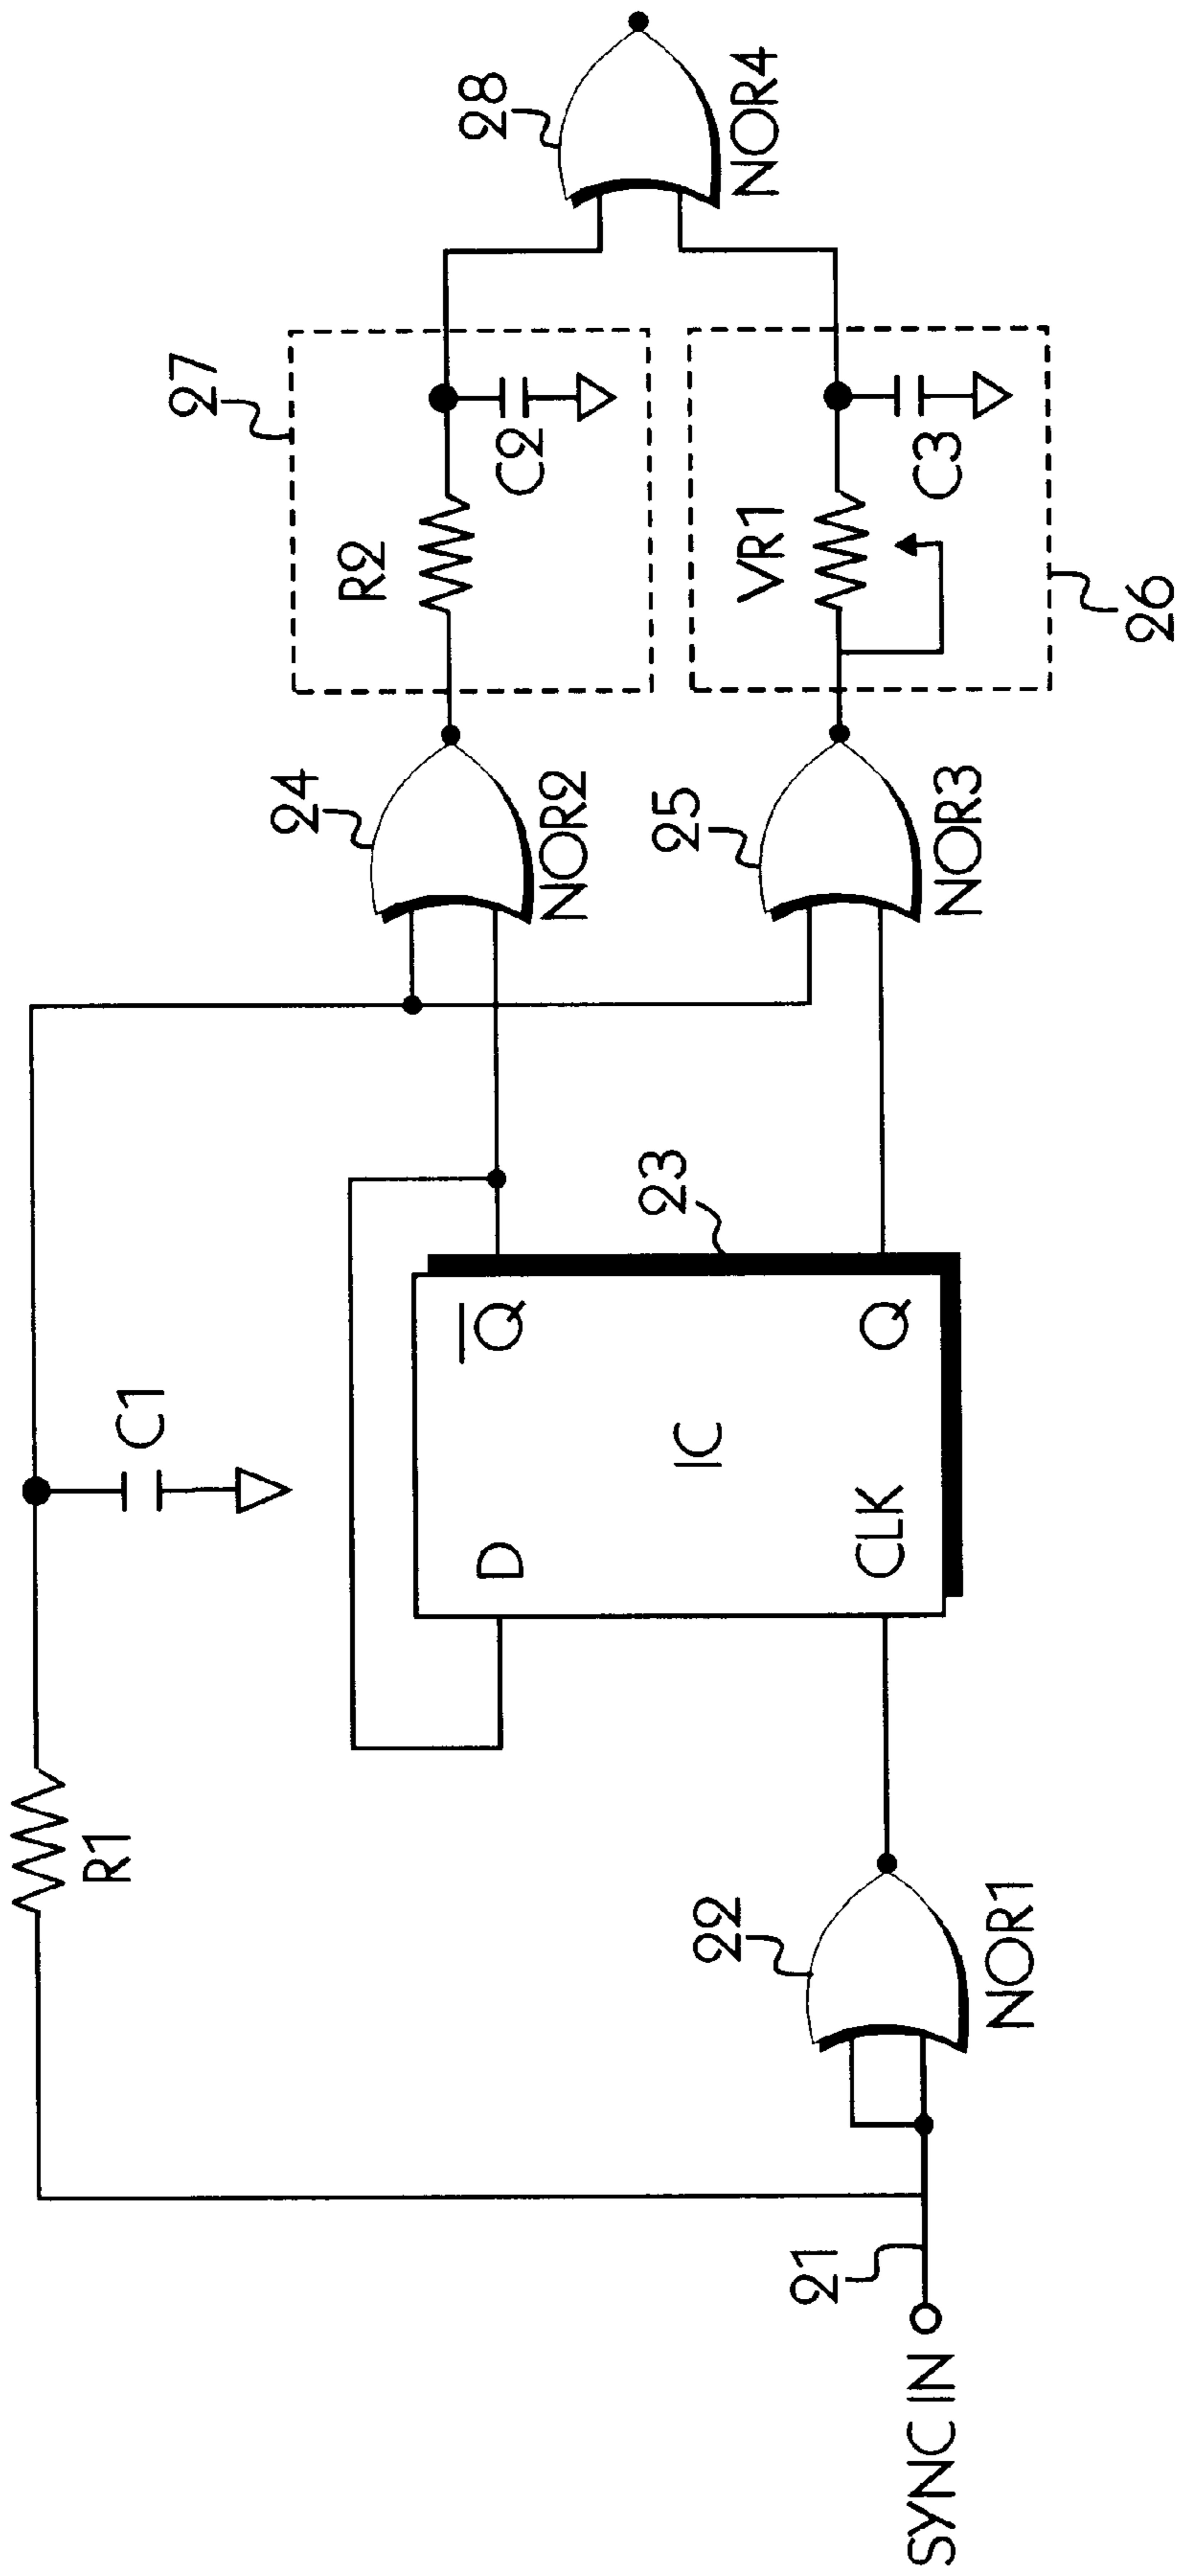 SYNC IN
21
22
NOR1
R1
C1
D
Q
IC
CLK
Q
23
24
NOR2
25
NOR3
27
R2
C2
VR1
C3
26
28
NOR4